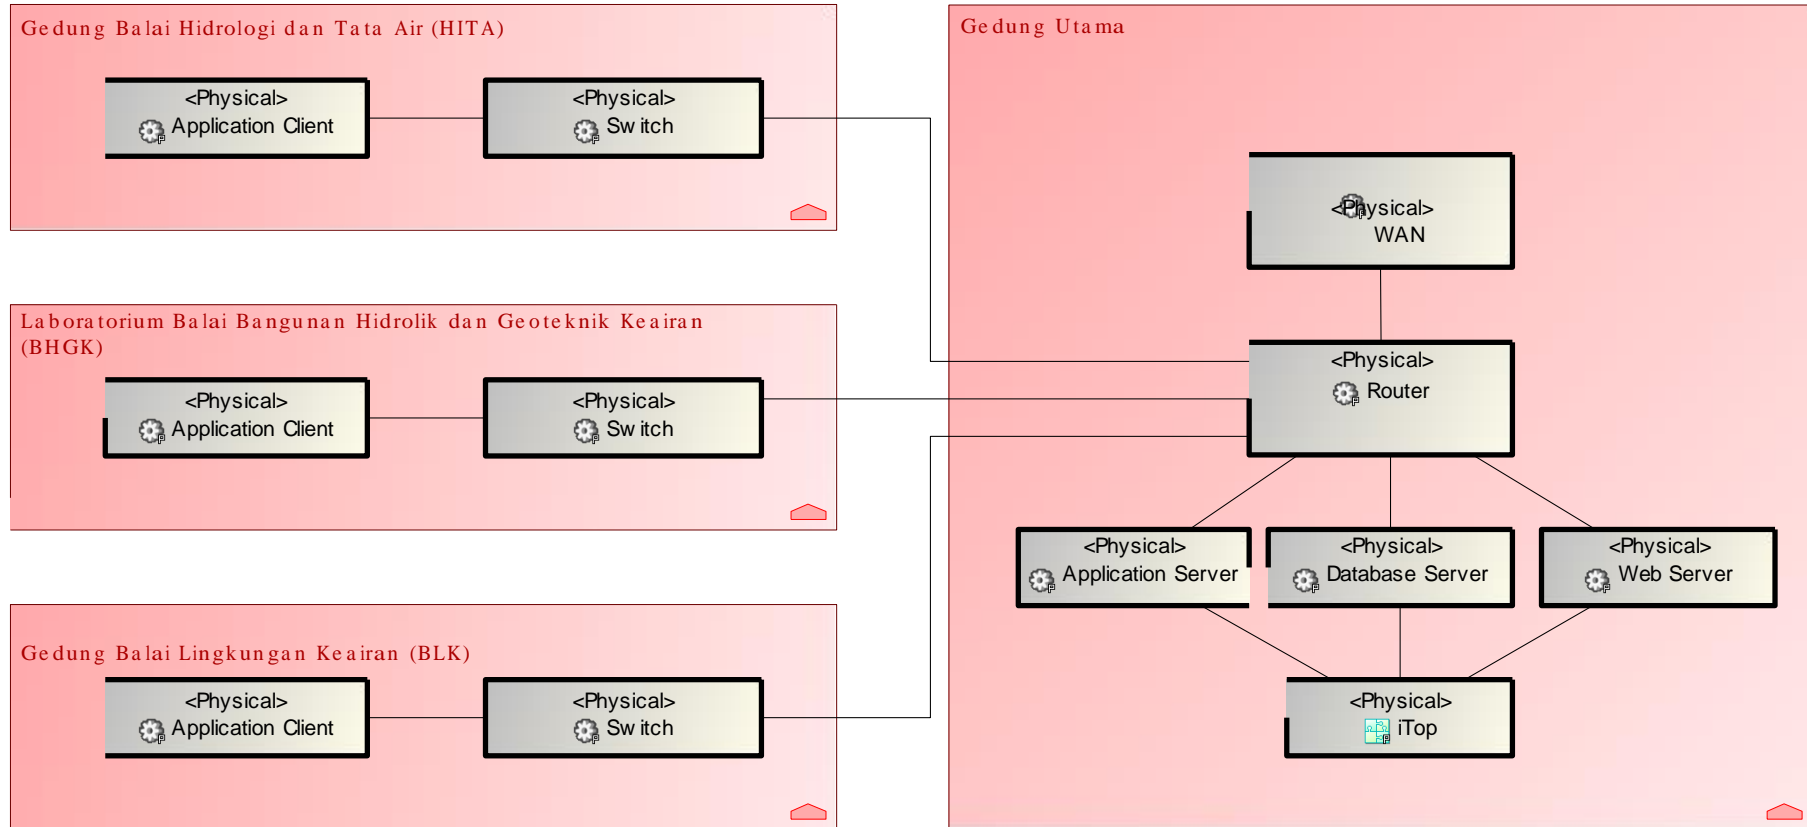 Gedung Balai Hidrologi dan Tata Air (HITA)
<Physical>
Application Client
<Physical>
Switch
Laboratorium Balai Bangunan Hidrolik dan Geoteknik Keairan
(BHGK)
<Physical>
Application Client
<Physical>
Switch
Gedung Balai Lingkungan Keairan (BLK)
<Physical>
Application Client
<Physical>
Switch
Gedung Utama
<Physical>
WAN
<Physical>
Router
<Physical>
Application Server
<Physical>
Database Server
<Physical>
Web Server
<Physical>
iTop